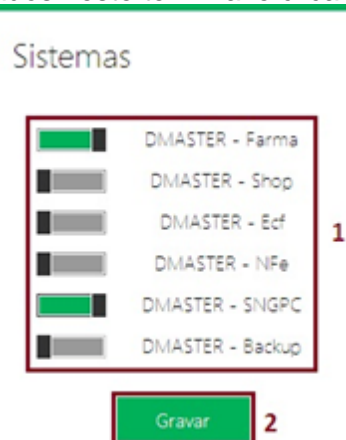 Sistemas
DMASTER - Farma
DMASTER - Shop
DMASTER - Ecf
1
DMASTER - NFe
DMASTER - SNGPC
DMASTER - Backup
Gravar 2